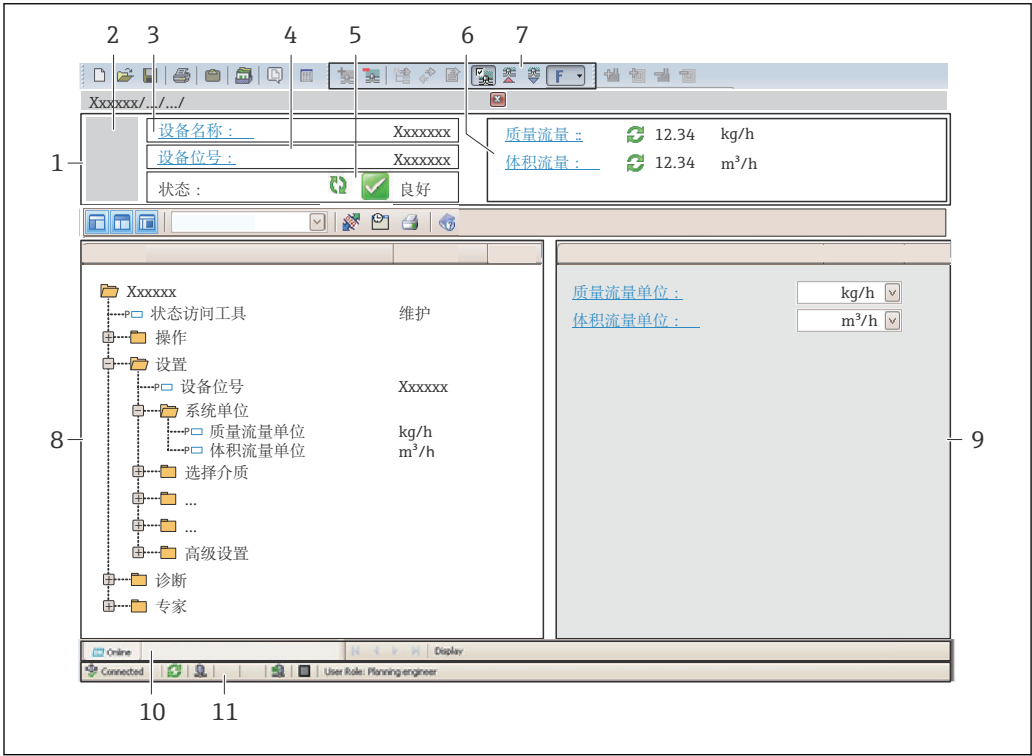 2 3 4 5 6 7
F
Xxxxxx/.../.../
1
设备名称： Xxxxxxx
设备位号： Xxxxxxx
状态： 良好
质量流量：: 12.34 kg/h
体积流量： 12.34 m³/h
Xxxxxx
P 状态访问工具 维护
操作
设置
P 设备位号 Xxxxxx
系统单位
P 质量流量单位 kg/h
P 体积流量单位 m³/h
选择介质
...
...
高级设置
诊断
专家
质量流量单位： kg/h
体积流量单位： m³/h
8
9
Online Display
Connected User Role: Planning engineer
10 11